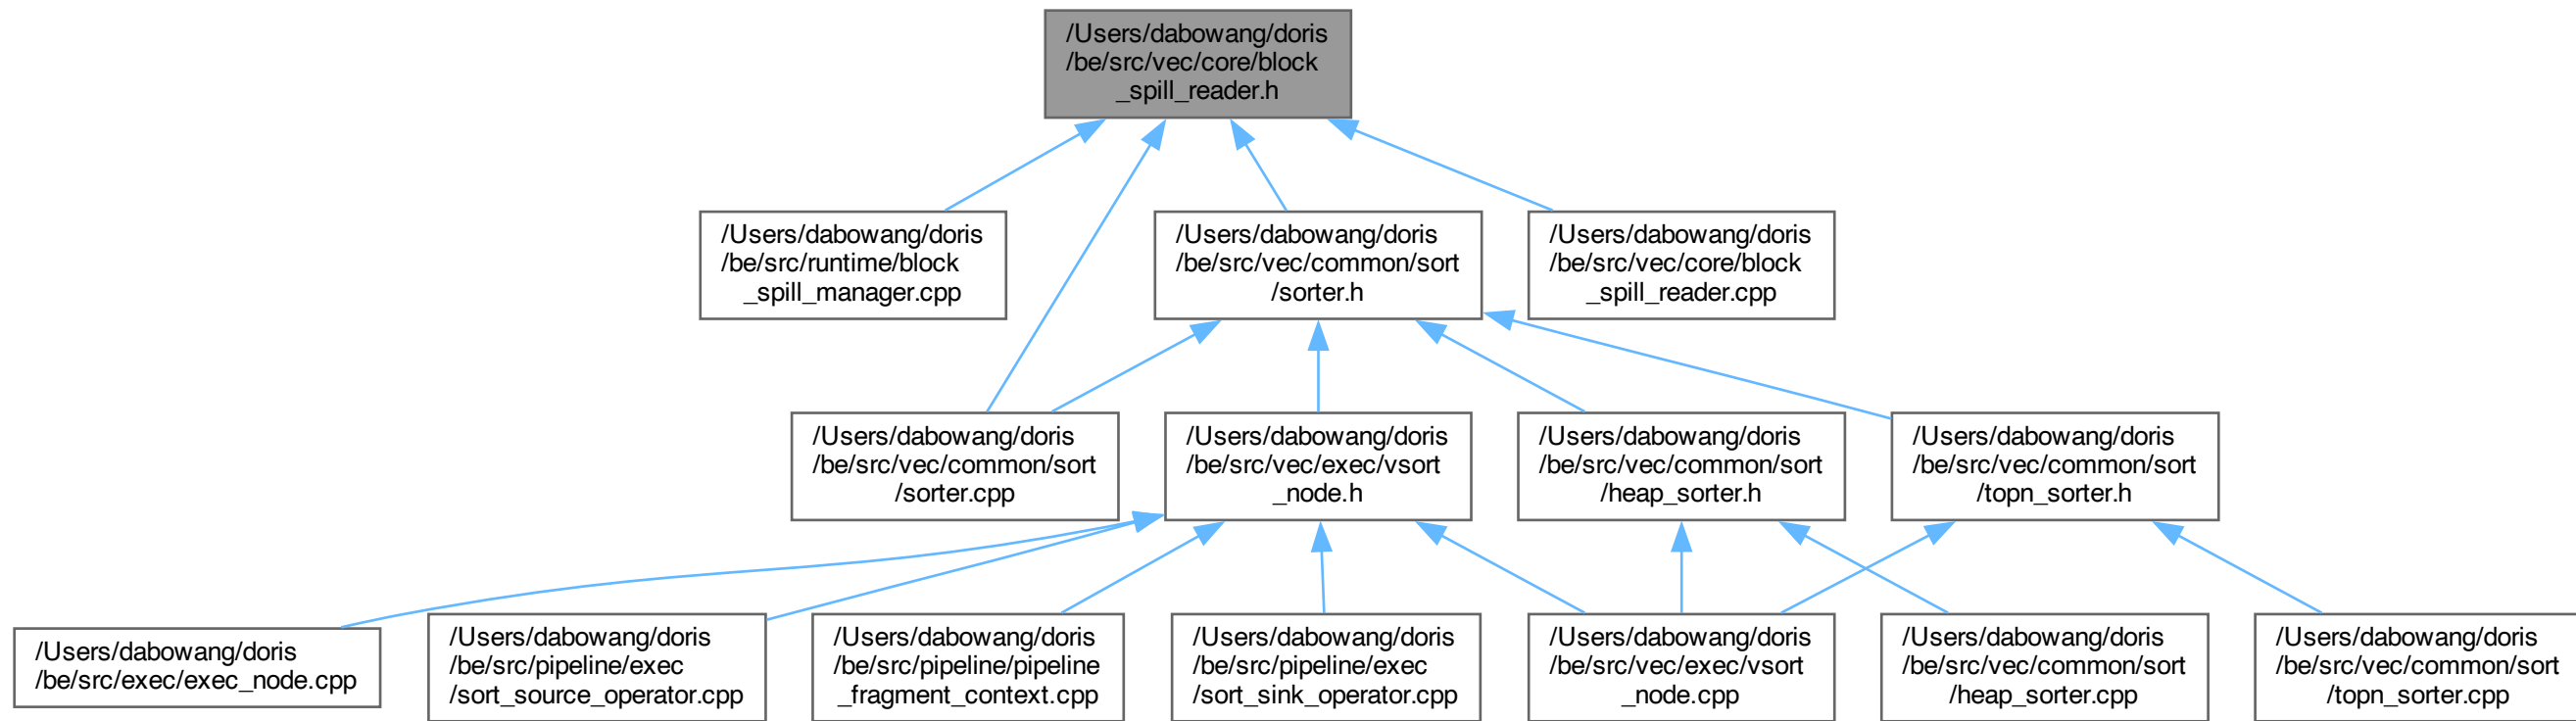 /Users/dabowang/doris
/be/src/vec/core/block
_spill_reader.h
/Users/dabowang/doris
/be/src/runtime/block
_spill_manager.cpp
/Users/dabowang/doris
/be/src/vec/common/sort
/sorter.h
/Users/dabowang/doris
/be/src/vec/core/block
_spill_reader.cpp
/Users/dabowang/doris
/be/src/vec/common/sort
/sorter.cpp
/Users/dabowang/doris
/be/src/vec/exec/vsort
_node.h
/Users/dabowang/doris
/be/src/vec/common/sort
/heap_sorter.h
/Users/dabowang/doris
/be/src/vec/common/sort
/topn_sorter.h
/Users/dabowang/doris
/be/src/exec/exec_node.cpp
/Users/dabowang/doris
/be/src/pipeline/exec
/sort_source_operator.cpp
/Users/dabowang/doris
/be/src/pipeline/pipeline
_fragment_context.cpp
/Users/dabowang/doris
/be/src/pipeline/exec
/sort_sink_operator.cpp
/Users/dabowang/doris
/be/src/vec/exec/vsort
_node.cpp
/Users/dabowang/doris
/be/src/vec/common/sort
/heap_sorter.cpp
/Users/dabowang/doris
/be/src/vec/common/sort
/topn_sorter.cpp